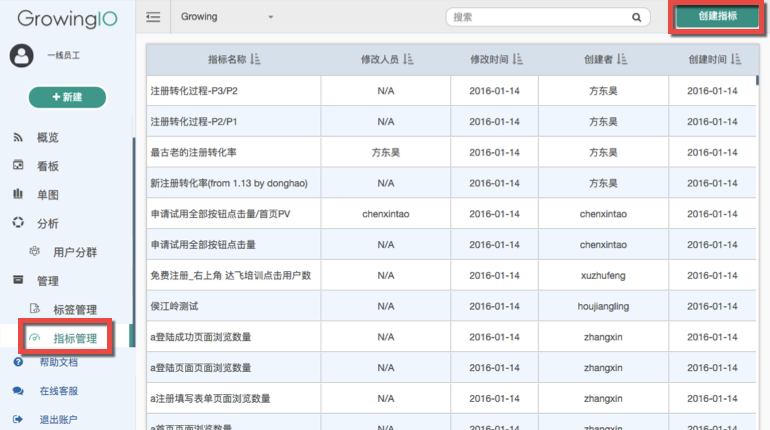 GrowingIO
一线员工
+新建
概览
看板
单图
分析
用户分群
管理
标签管理
指标管理
帮助文档
在线客服
退出账户
Growing
搜索
创建指标
指标名称 修改人员 修改时间 创建者 创建时间
注册转化过程-P3/P2 N/A 2016-01-14 方东昊 2016-01-14
注册转化过程-P2/P1 N/A 2016-01-14 方东昊 2016-01-14
最古老的注册转化率 方东昊 2016-01-14 方东昊 2016-01-14
新注册转化率(from 1.13 by donghao) N/A 2016-01-14 方东昊 2016-01-14
申请试用全部按钮点击量/首页PV chenxintao 2016-01-14 chenxintao 2016-01-14
申请试用全部按钮点击量 N/A 2016-01-14 chenxintao 2016-01-14
免费注册_右上角 达飞培训点击用户数 N/A 2016-01-14 xuzhufeng 2016-01-14
侯江岭测试 N/A 2016-01-14 houjiangling 2016-01-14
a登陆成功页面浏览数量 N/A 2016-01-14 zhangxin 2016-01-14
a登陆页面页面浏览数量 N/A 2016-01-14 zhangxin 2016-01-14
a注册填写表单页面浏览数量 N/A 2016-01-14 zhangxin 2016-01-14
a首页页面浏览数量 N/A 2016-01-14 zhangxin 2016-01-14